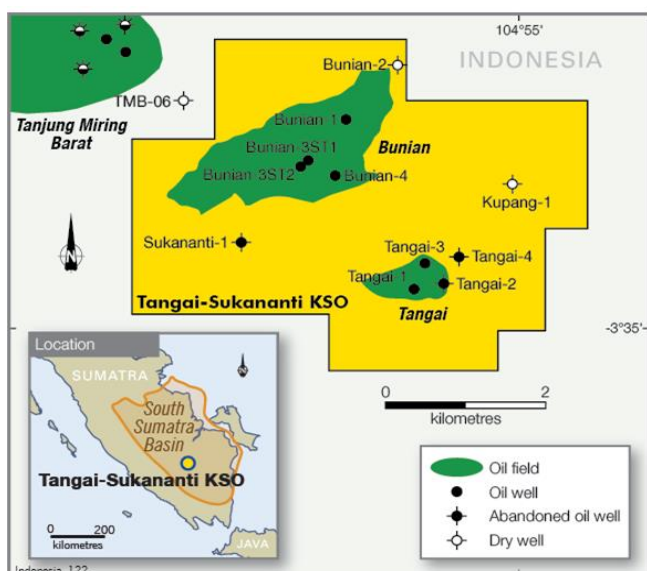 104°55'
INDONESIA
Bunian-2
TMB-06
Tanjung Miring
Barat
Bunian-1
Bunian
Bunian-3ST1
Bunian-3ST2
Bunian-4
Kupang-1
Sukananti-1
Tangai-3
Tangai-4
Tangai-1
Tangai-2
Tangai-Sukananti KSO
Tangai
-3°35'
Location
SUMATRA
South
Sumatra
Basin
Tangai-Sukananti KSO
0 200
kilometres
JAVA
0 2
kilometres
Oil field
Oil well
Abandoned oil well
Dry well
Indonesia 122